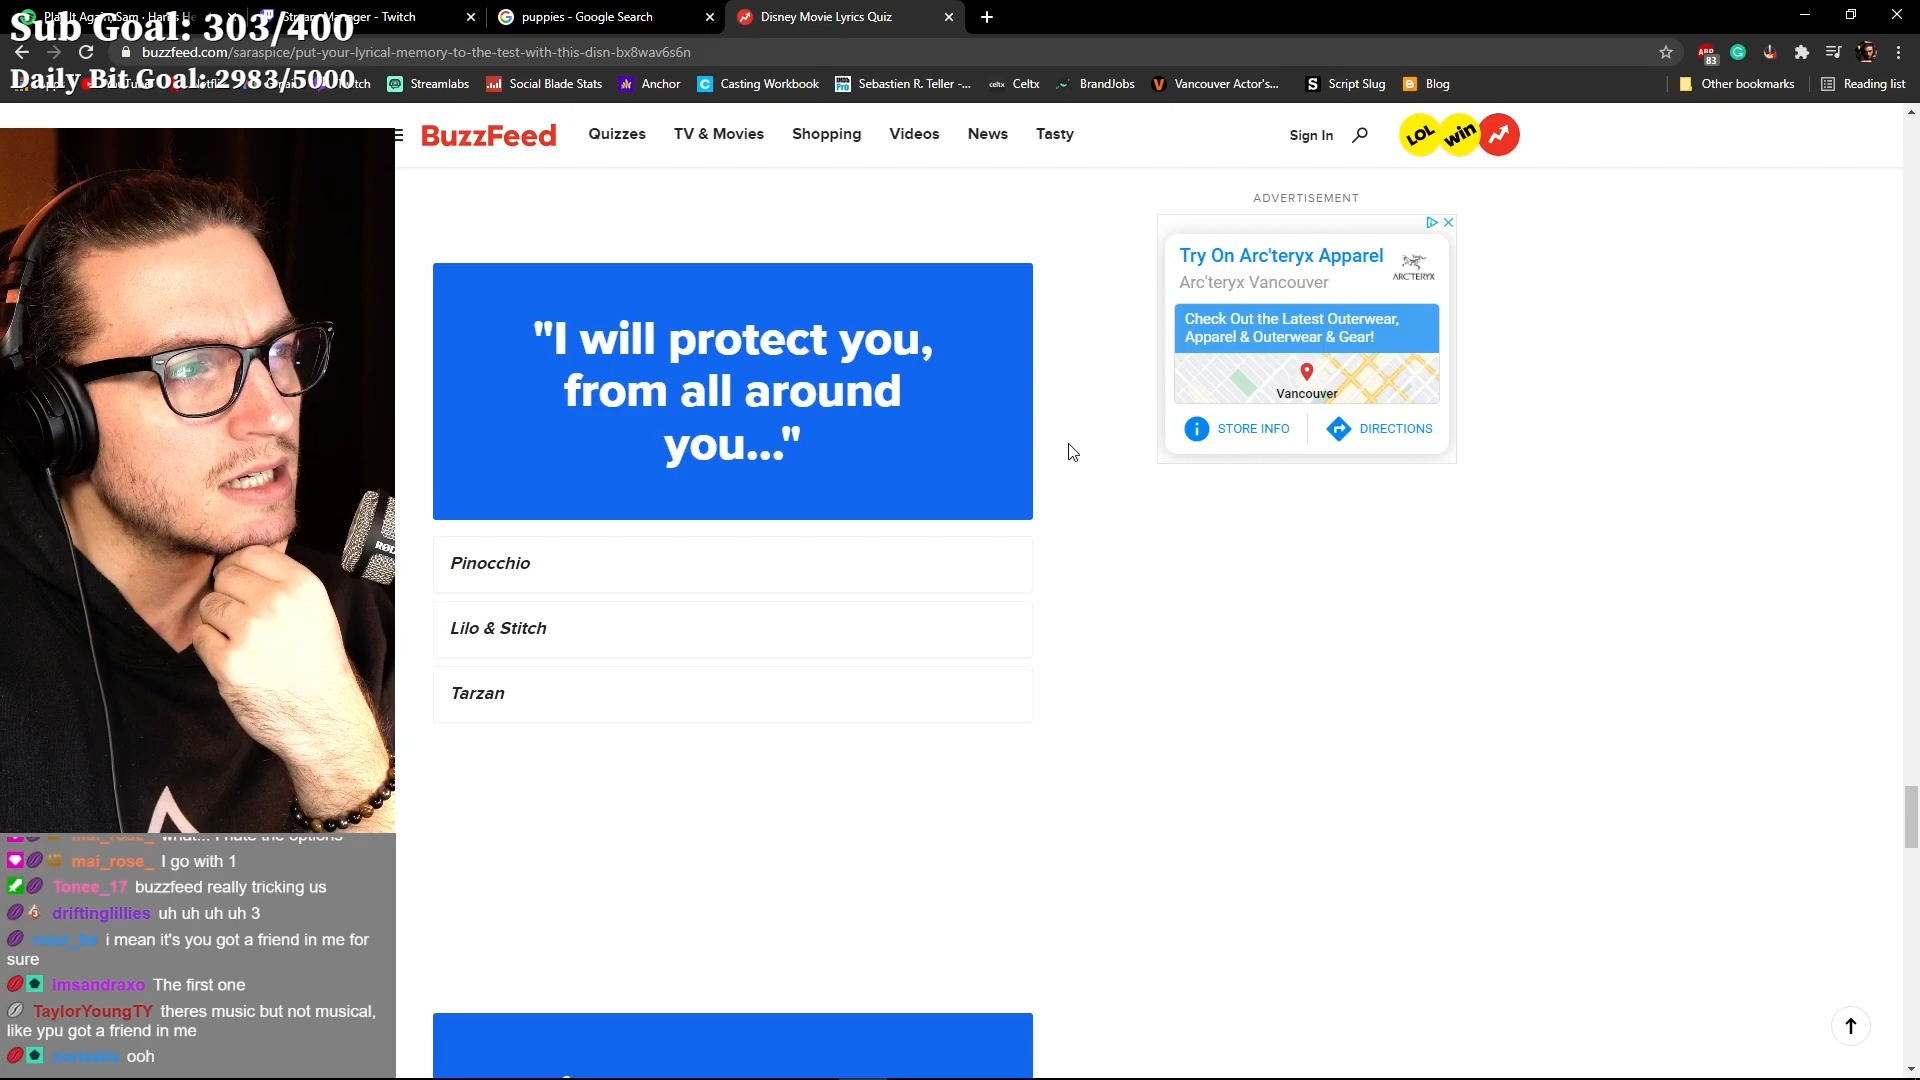 Stream Manager - Twitch
puppies - Google Search
Disney Movie Lyrics Quiz
Sub Goal: 303/400
buzzfeed.com/saraspice/put-your-lyrical-memory-to-the-test-with-this-disn-bx8wav6s6n
83
Daily Bit Goal: 2983/5000
Streamlabs
Social Blade Stats
Anchor
Casting Workbook
Sebastien R. Teller -...
Celtx
BrandJobs
Vancouver Actor's...
Script Slug
Blog
Other bookmarks
Reading list
BuzzFeed
Quizzes
TV & Movies
Shopping
Videos
News
Tasty
Sign In
LOL
win
ADVERTISEMENT
Try On Arc'teryx Apparel
Arc'teryx Vancouver
ARC'TERYX
Check Out the Latest Outerwear,
Apparel & Outerwear & Gear!
Vancouver
STORE INFO
DIRECTIONS
"I will protect you,
from all around
you..."
Pinocchio
Lilo & Stitch
Tarzan
mai_rose_ I go with 1
Tonee_17 buzzfeed really tricking us
driftinglillies uh uh uh uh 3
i mean it's you got a friend in me for
sure
imsandraxo The first one
TaylorYoungTY theres music but not musical,
like ypu got a friend in me
ooh